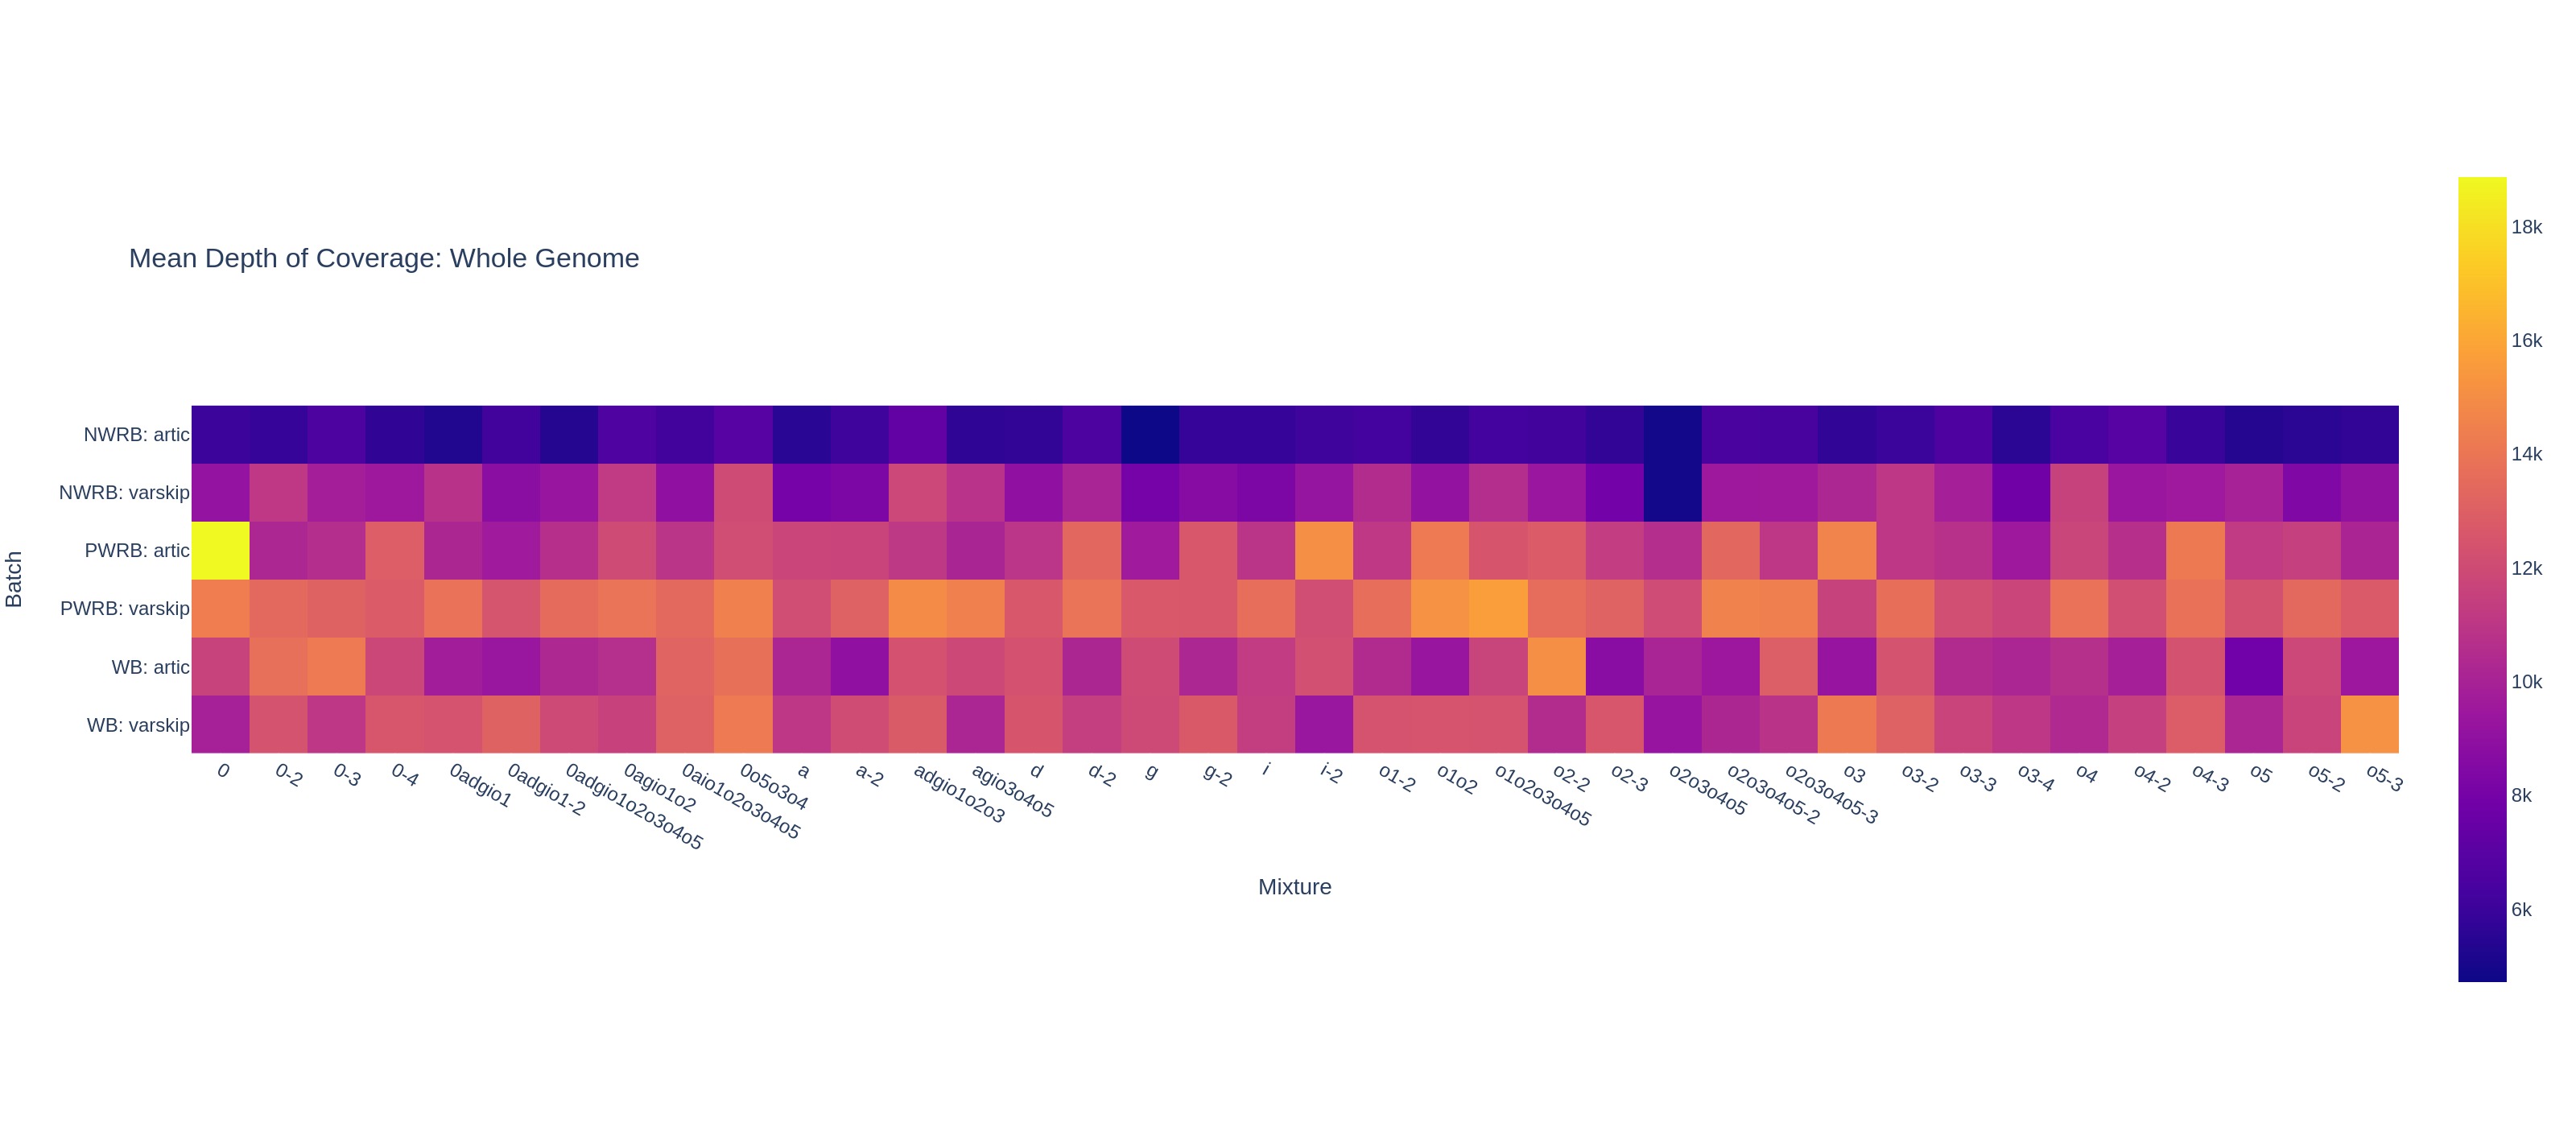 Mean Depth of Coverage: Whole Genome
18k
16k
14k
12k
10k
8k
6k
Batch
NWRB: artic
NWRB: varskip
PWRB: artic
PWRB: varskip
WB: artic
WB: varskip
0
0-2
0-3
0-4
0adgio1
0adgio1-2
0adgio1o2o3o4o5
0agio1o2
0aio1o2o3o4o5
0o5o3o4
a
a-2
adgio1o2o3
agio3o4o5
d
d-2
g
g-2
i
i-2
o1-2
o1o2
o1o2o3o4o5
o2-2
o2-3
o2o3o4o5
o2o3o4o5-2
o2o3o4o5-3
o3
o3-2
o3-3
o3-4
o4
o4-2
o4-3
o5
o5-2
o5-3
Mixture